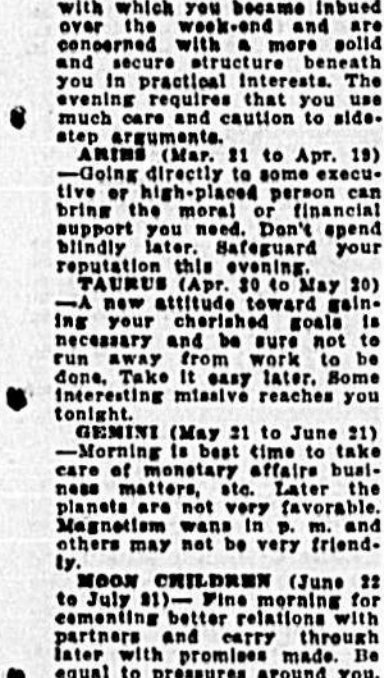 with which you became inbued
over the week-end and are
concerned with a more solid
and secure structure beneath
you in practical interests. The
evening requires that you use
much care and caution to side-
step arguments.
ARIES (Mar. 21 to Apr. 19)
—Going directly to some execu-
tive or high-placed person can
bring the moral or financial
support you need. Don't spend
blindly later. Safeguard your
reputation this evening.
TAURUS (Apr. 20 to May 20)
—A new attitude toward gain-
ing your cherished goals is
necessary and be sure not to
run away from work to be
done. Take it easy later. Some
interesting missive reaches you
tonight.
GEMINI (May 21 to June 21)
—Morning is best time to take
care of monetary affairs busi-
ness matters, etc. Later the
planets are not very favorable.
Magnetism wans in p. m. and
others may not be very friend-
ly.
MOON CHILDREN (June 22
to July 21)— Fine morning for
cementing better relations with
partners and carry through
later with promises made. Be
equal to pressures around you.